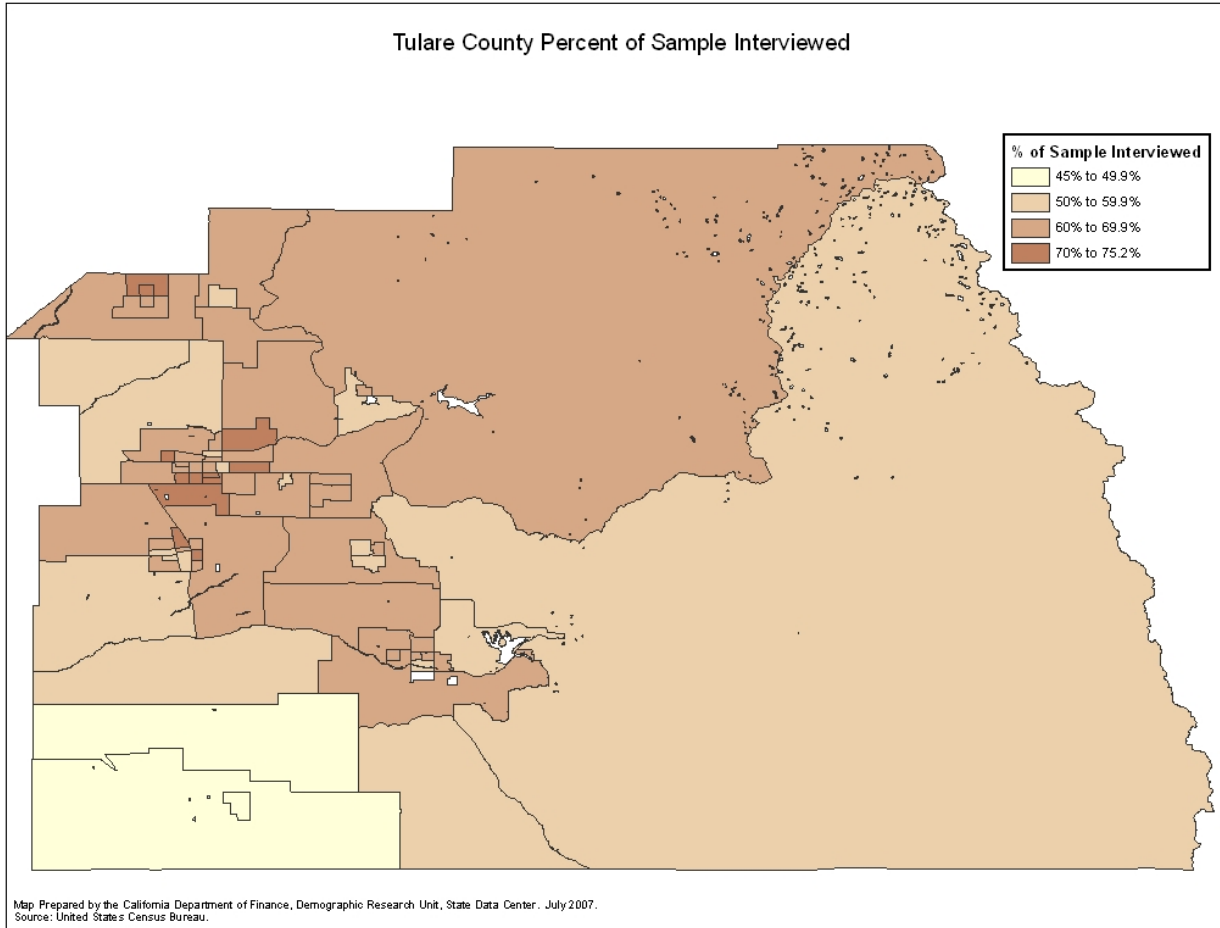 Tulare County Percent of Sample Interviewed
% of Sample Interviewed
45% to 49.9%
50% to 59.9%
60% to 69.9%
70% to 75.2%
Map Prepared by the California Department of Finance, Demographic Research Unit, State Data Center. July 2007.
Source: United States Census Bureau.